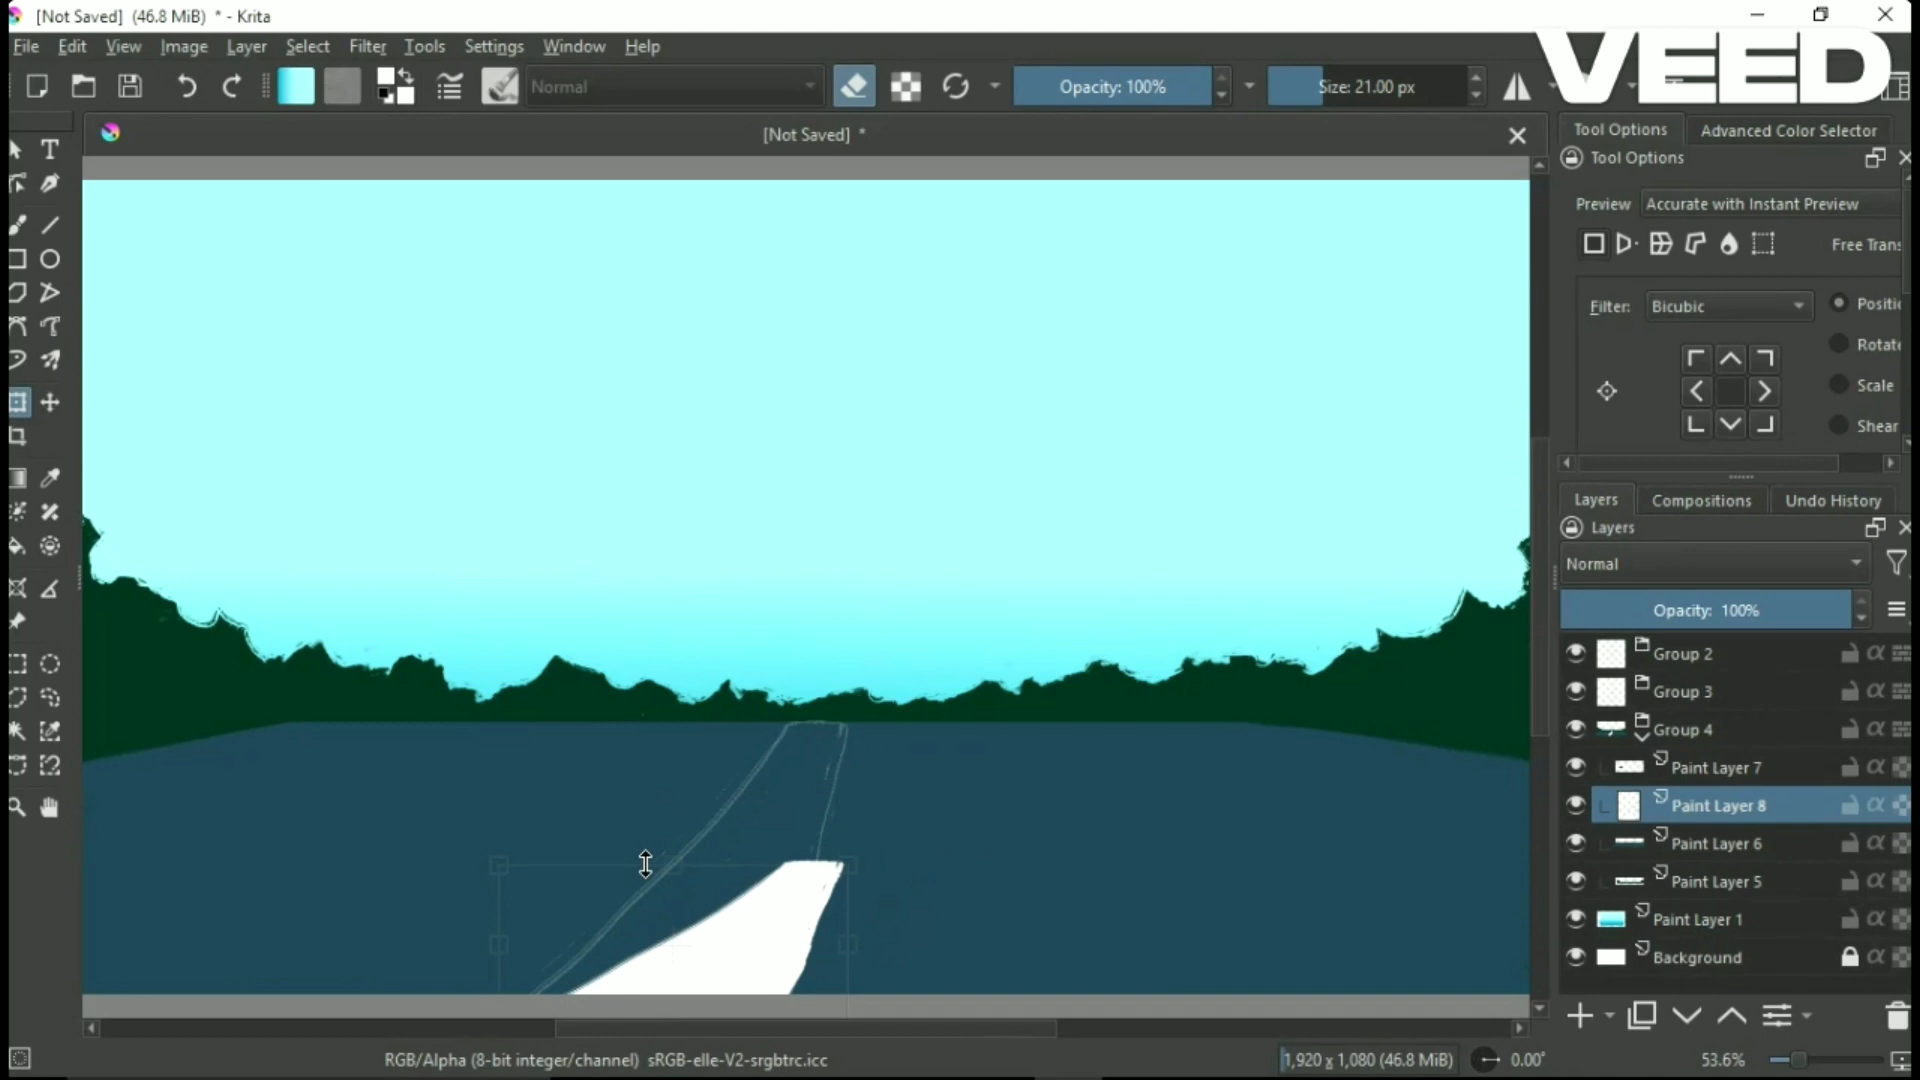 [Not Saved] (46.8 MiB) * - Krita
File Edit View Image Layer Select Filter Tools Settings Window Help
VEED
Normal
Opacity: 100%
Size: 21.00 px
[Not Saved] *
Tool Options
Advanced Color Selector
Tool Options
Preview
Accurate with Instant Preview
Free Trans
Filter:
Bicubic
Positic
Rotate
Scale
Shear
Layers
Compositions
Undo History
Layers
Normal
Opacity: 100%
Group 2
Group 3
Group 4
Paint Layer 7
Paint Layer 8
Paint Layer 6
Paint Layer 5
Paint Layer 1
Background
RGB/Alpha (8-bit integer/channel) sRGB-elle-V2-srgbtrc.icc
1,920 x 1,080 (46.8 MiB)
0.00°
53.6%